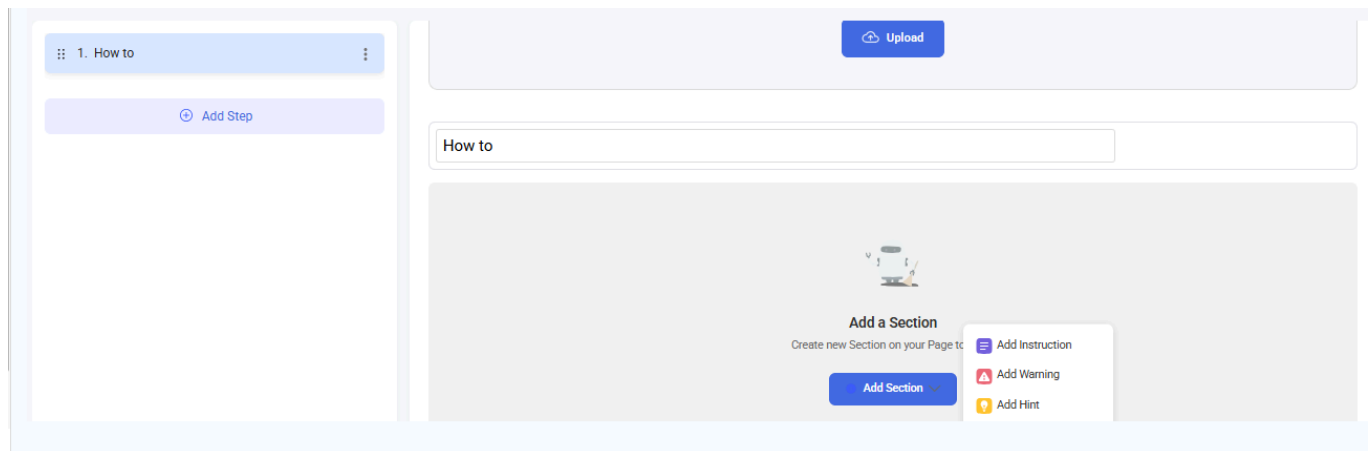 1. How to
Add Step
Upload
How to
Add a Section
Create new Section on your Page to
Add Section
Add Instruction
Add Warning
Add Hint